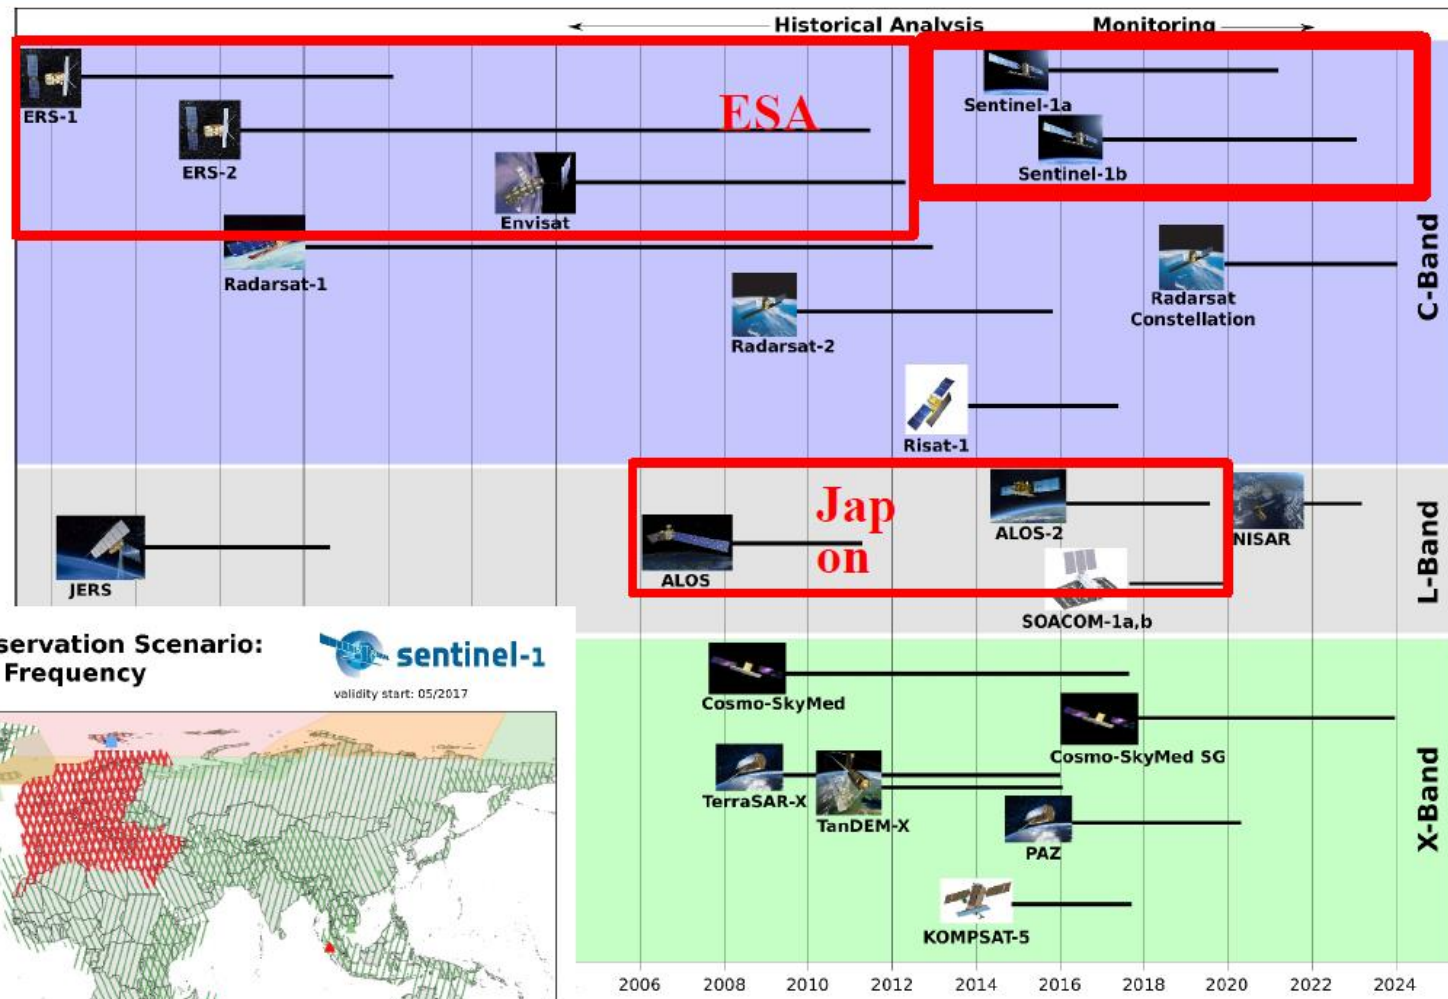 Historical Analysis
Monitoring
ERS-1
ERS-2
ESA
Envisat
Sentinel-1a
Sentinel-1b
Radarsat-1
Radarsat-2
Radarsat
Constellation
Risat-1
C-Band
JERS
ALOS
Jap
on
ALOS-2
SOACOM-1a,b
NISAR
L-Band
servation Scenario:
Frequency
sentinel-1
validity start: 05/2017
Cosmo-SkyMed
Cosmo-SkyMed SG
TerraSAR-X
TanDEM-X
PAZ
KOMPSAT-5
X-Band
2006 2008 2010 2012 2014 2016 2018 2020 2022 2024